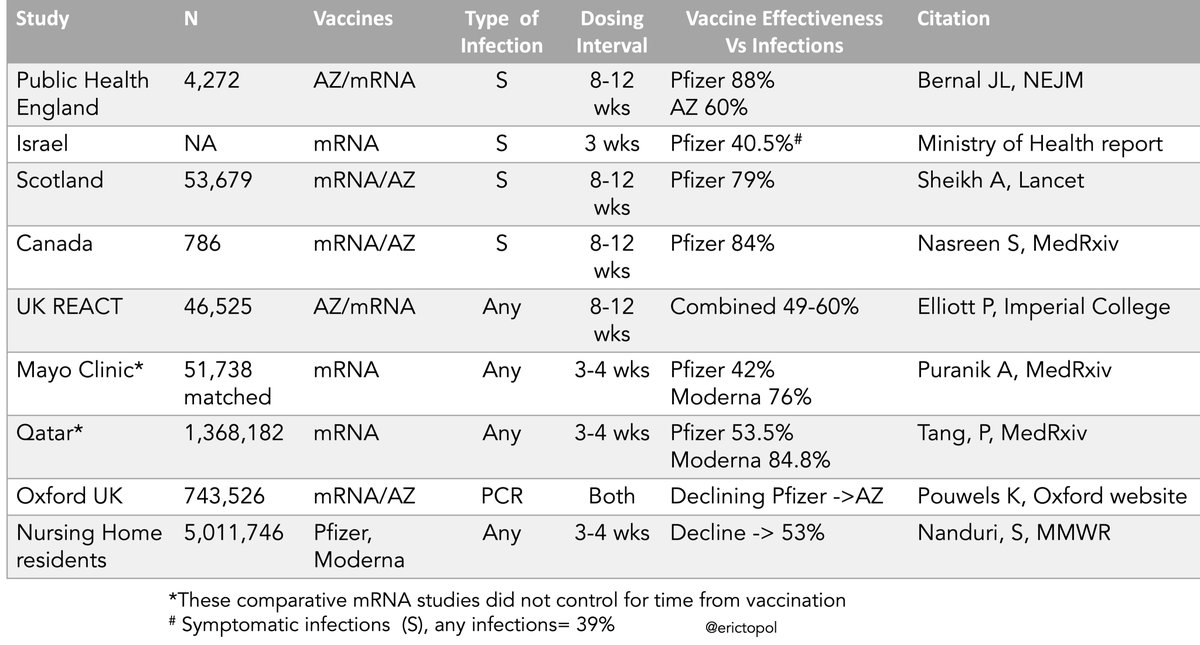 Study N Vaccines Type of Dosing Vaccine Effectiveness Citation
Infection Interval Vs Infections
Public Health 4,272 AZ/mRNA S 8-12 Pfizer 88% Bernal JL, NEJM
England wks AZ 60%
Israel NA mRNA S 3 wks Pfizer 40.5%# Ministry of Health report
Scotland 53,679 mRNA/AZ S 8-12 Pfizer 79% Sheikh A, Lancet
wks
Canada 786 mRNA/AZ S 8-12 Pfizer 84% Nasreen S, MedRxiv
wks
UK REACT 46,525 AZ/mRNA Any 8-12 Combined 49-60% Elliott P, Imperial College
wks
Mayo Clinic* 51,738 mRNA Any 3-4 wks Pfizer 42% Puranik A, MedRxiv
matched Moderna 76%
Qatar* 1,368,182 mRNA Any 3-4 wks Pfizer 53.5% Tang, P, MedRxiv
Moderna 84.8%
Oxford UK 743,526 mRNA/AZ PCR Both Declining Pfizer ->AZ Pouwels K, Oxford website
Nursing Home 5,011,746 Pfizer, Any 3-4 wks Decline -> 53% Nanduri, S, MMWR
residents Moderna
*These comparative mRNA studies did not control for time from vaccination
# Symptomatic infections (S), any infections= 39% @erictopol